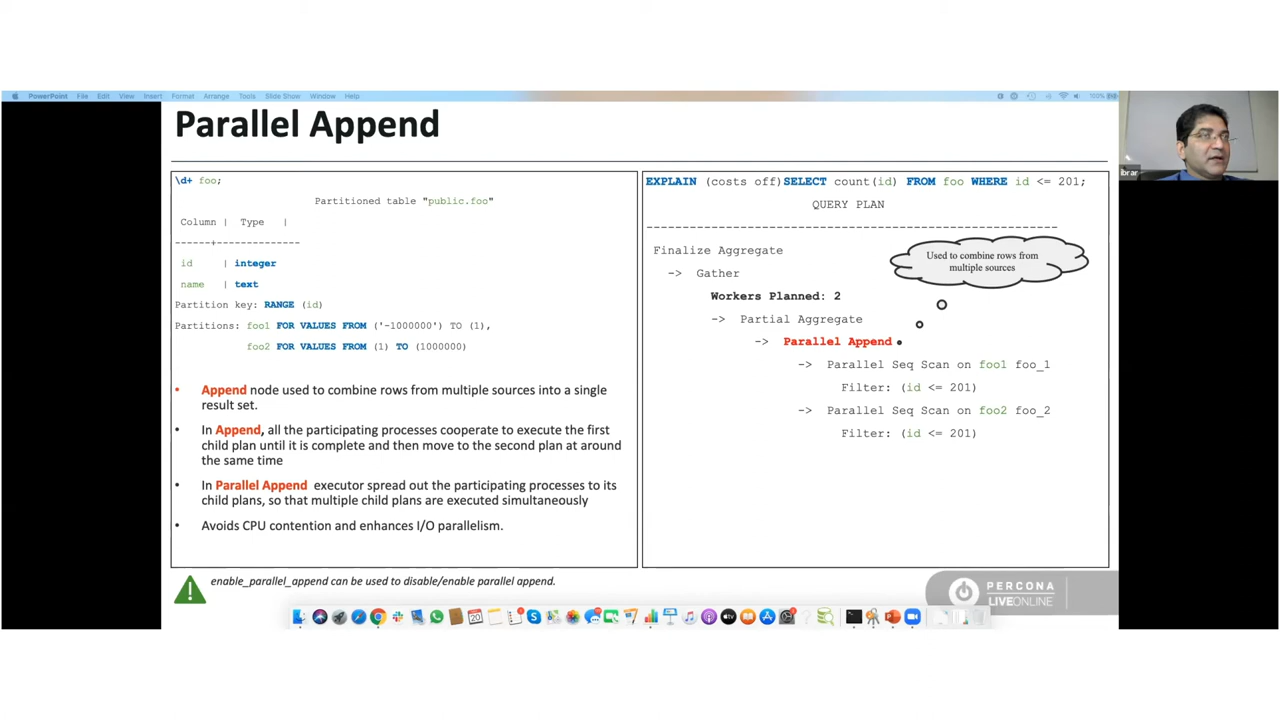 PowerPoint File Edit View Insert Format Arrange Tools Slide Show Window Help
100%
Parallel Append
ibrar
\d+ foo;
Partitioned table "public.foo"
Column | Type |
------+--------------
id | integer
name | text
Partition key: RANGE (id)
Partitions: foo1 FOR VALUES FROM ('-1000000') TO (1),
foo2 FOR VALUES FROM (1) TO (1000000)
• Append node used to combine rows from multiple sources into a single
result set.
• In Append, all the participating processes cooperate to execute the first
child plan until it is complete and then move to the second plan at around
the same time
• In Parallel Append executor spread out the participating processes to its
child plans, so that multiple child plans are executed simultaneously
• Avoids CPU contention and enhances I/O parallelism.
EXPLAIN (costs off)SELECT count(id) FROM foo WHERE id <= 201;
QUERY PLAN
---------------------------------------------------------
Finalize Aggregate
-> Gather
Workers Planned: 2
-> Partial Aggregate
-> Parallel Append
-> Parallel Seq Scan on foo1 foo_1
Filter: (id <= 201)
-> Parallel Seq Scan on foo2 foo_2
Filter: (id <= 201)
Used to combine rows from
multiple sources
enable_parallel_append can be used to disable/enable parallel append.
PERCONA
LIVEONLINE
20
tv